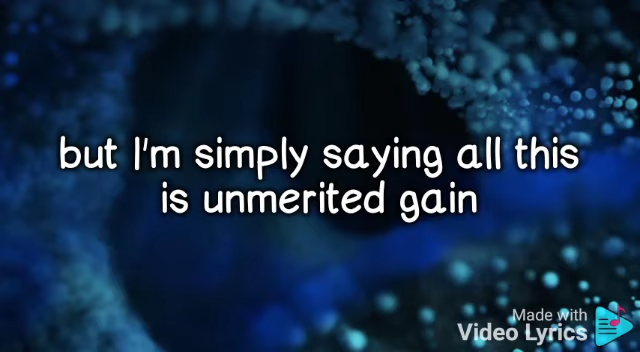 but I'm simply saying all this
is unmerited gain
Made with
Video Lyrics